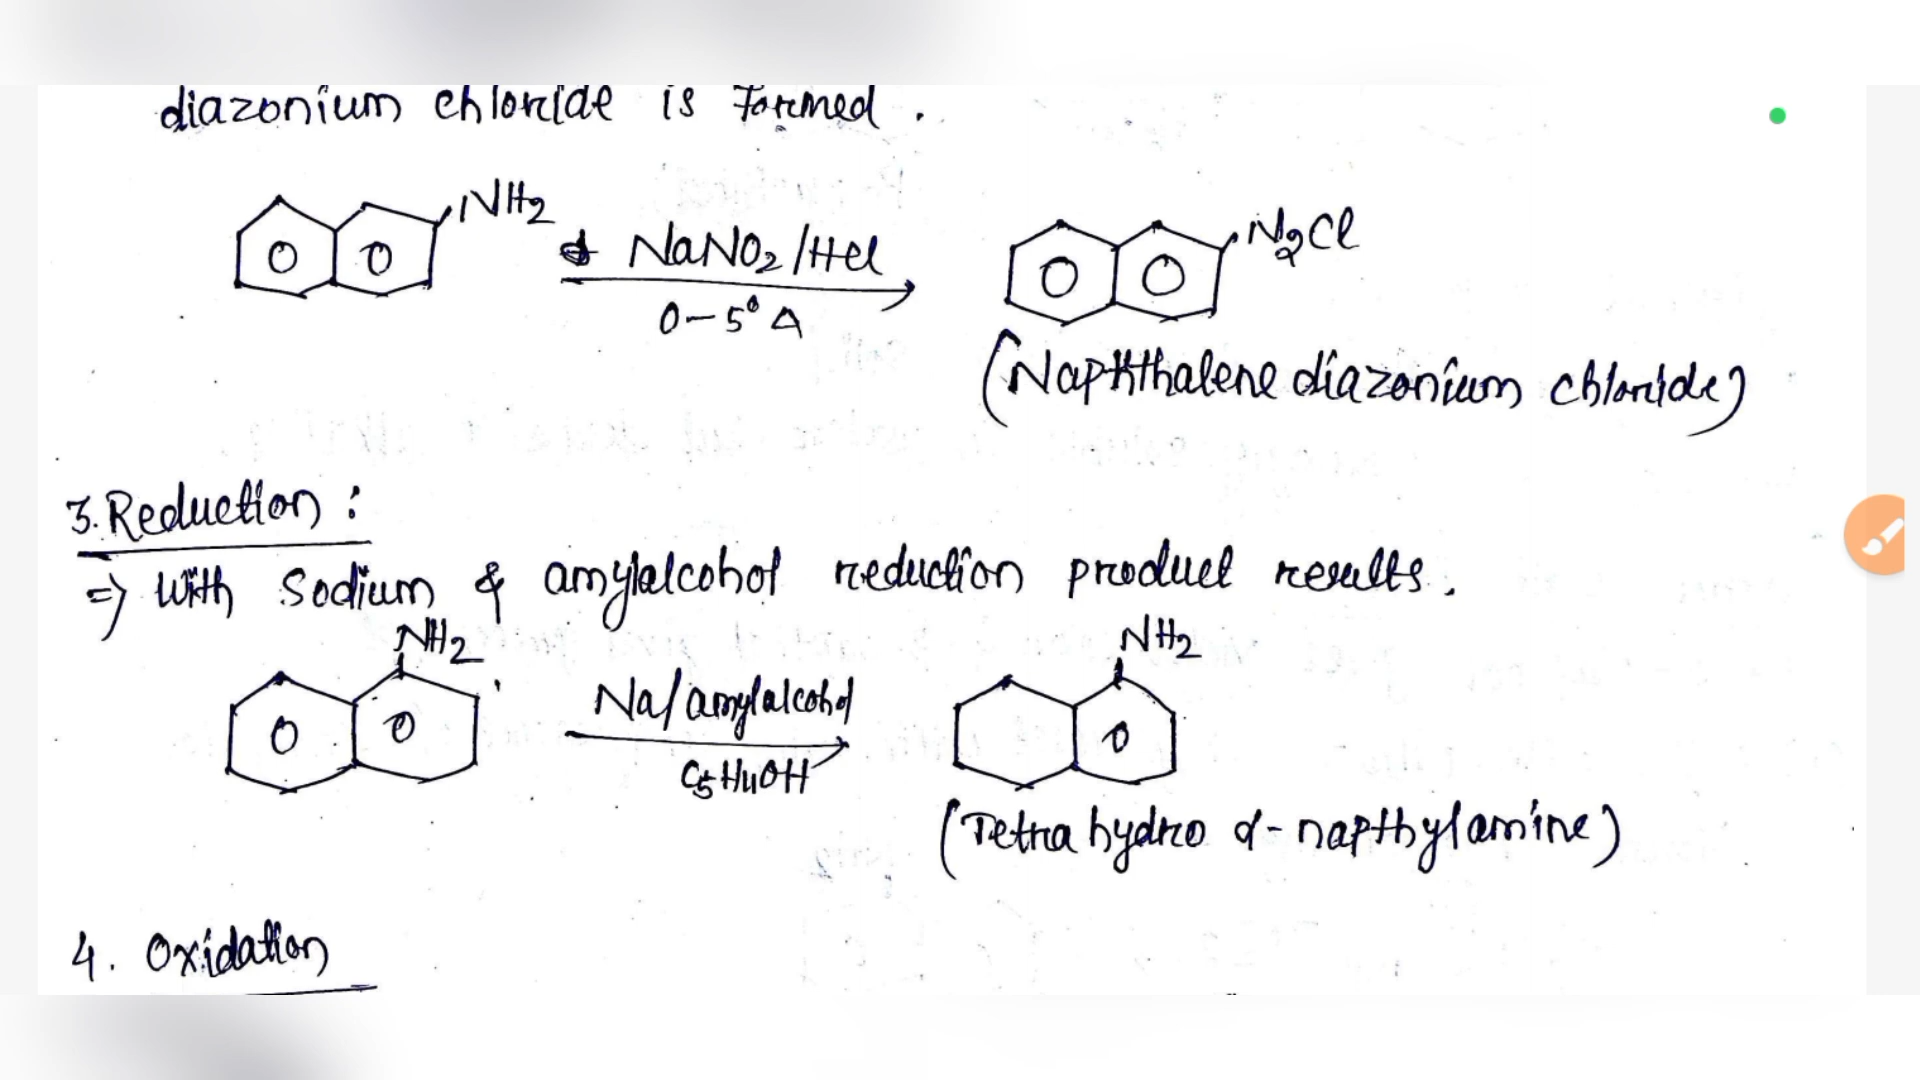 diazonium chloride is formed.
NH2
NaNO2/HCl
0-5° Δ
N2Cl
(Naphthalene diazonium chloride)
3. Reduction :
=) With Sodium & amylalcohol reduction product results.
NH2
Na/amylalcohol
C5H11OH
NH2
(Tetra hydro α- napthylamine)
4. Oxidation